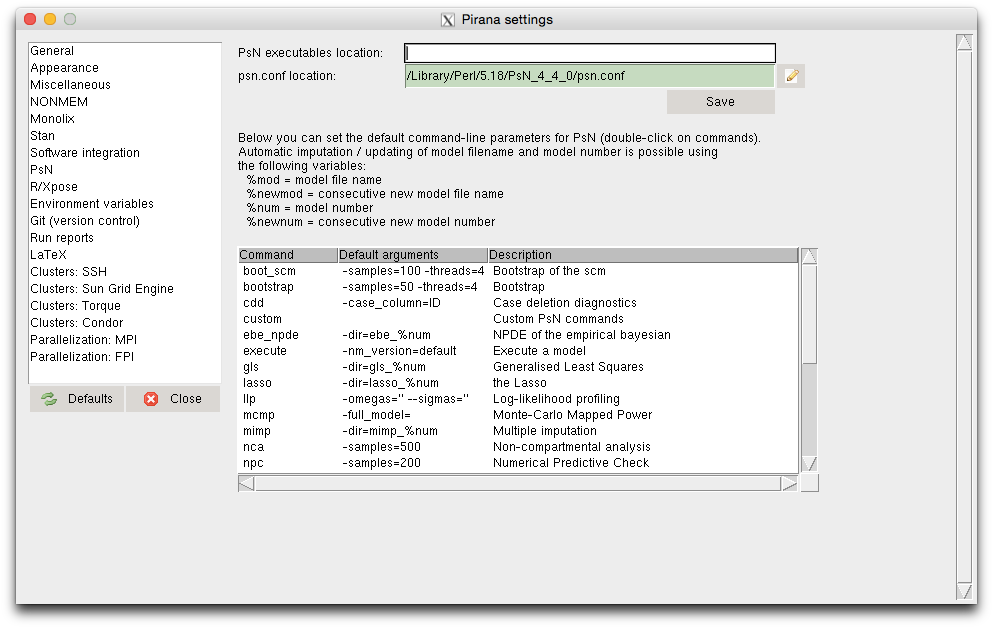 Pirana settings
General
Appearance
Miscellaneous
NONMEM
Monolix
Stan
Software integration
PsN
R/Xpose
Environment variables
Git (version control)
Run reports
LaTeX
Clusters: SSH
Clusters: Sun Grid Engine
Clusters: Torque
Clusters: Condor
Parallelization: MPI
Parallelization: FPI
Defaults Close
PsN executables location:
psn.conf location: /Library/Perl/5.18/PsN_4_4_0/psn.conf
Save
Below you can set the default command-line parameters for PsN (double-click on commands).
Automatic imputation / updating of model filename and model number is possible using
the following variables:
%mod = model file name
%newmod = consecutive new model file name
%num = model number
%newnum = consecutive new model number
Command Default arguments Description
boot_scm -samples=100 -threads=4 Bootstrap of the scm
bootstrap -samples=50 -threads=4 Bootstrap
cdd -case_column=ID Case deletion diagnostics
custom Custom PsN commands
ebe_npde -dir=ebe_%num NPDE of the empirical bayesian
execute -nm_version=default Execute a model
gls -dir=gls_%num Generalised Least Squares
lasso -dir=lasso_%num the Lasso
llp -omegas='' --sigmas='' Log-likelihood profiling
mcmp -full_model= Monte-Carlo Mapped Power
mimp -dir=mimp_%num Multiple imputation
nca -samples=500 Non-compartmental analysis
npc -samples=200 Numerical Predictive Check